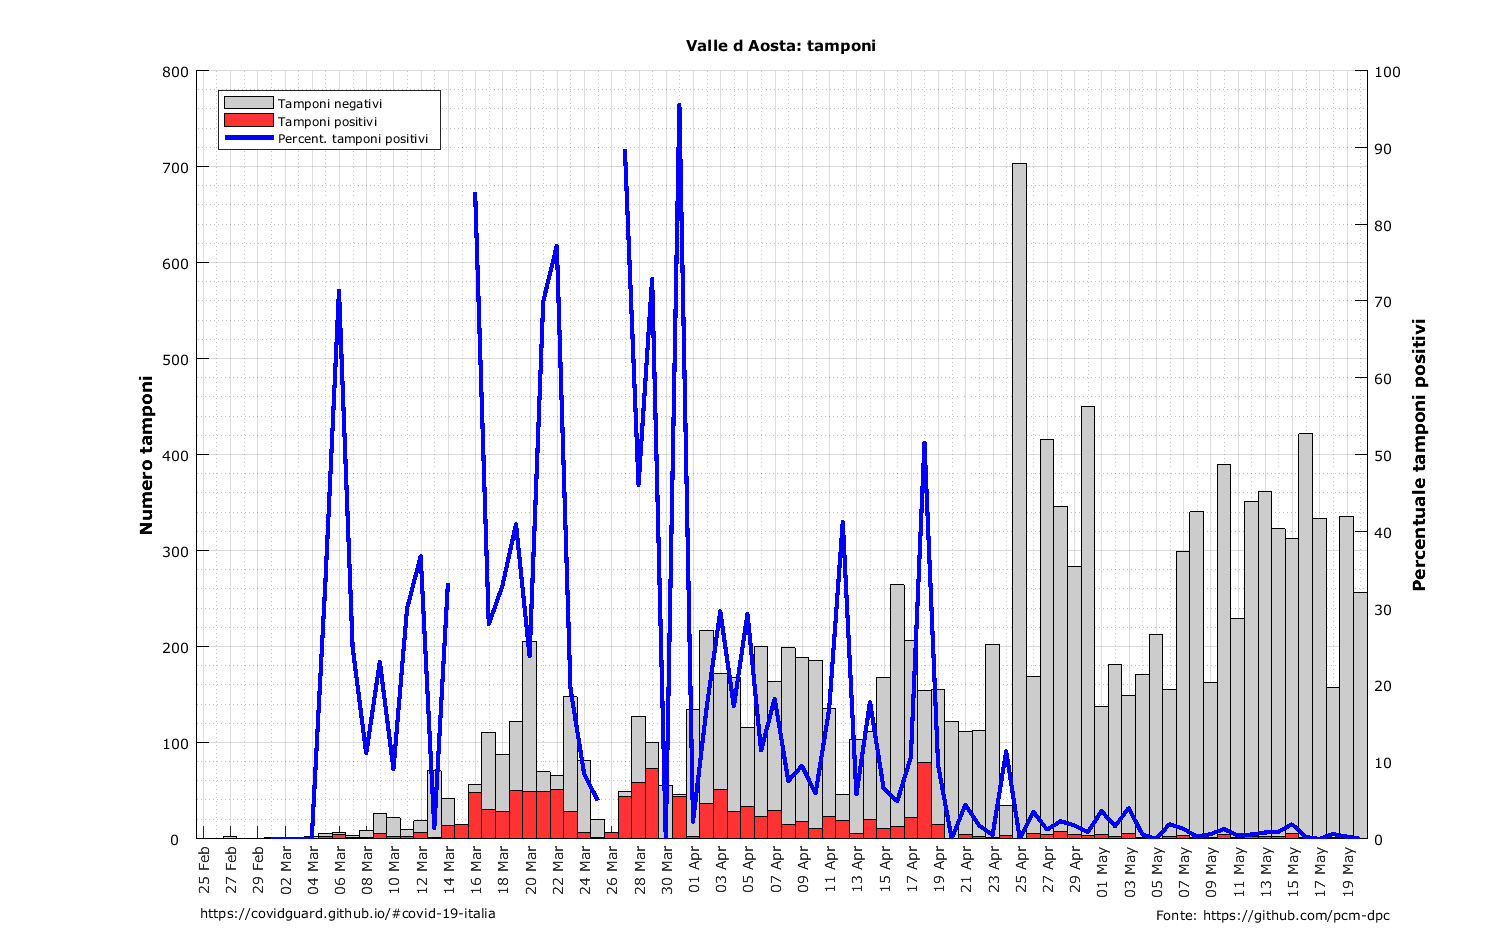 Valle d Aosta: tamponi
Tamponi negativi
Tamponi positivi
Percent. tamponi positivi
Numero tamponi
800
700
600
500
400
300
200
100
0
100
90
80
70
60
50
40
30
20
10
0
Percentuale tamponi positivi
25 Feb
27 Feb
29 Feb
02 Mar
04 Mar
06 Mar
08 Mar
10 Mar
12 Mar
14 Mar
16 Mar
18 Mar
20 Mar
22 Mar
24 Mar
26 Mar
28 Mar
30 Mar
01 Apr
03 Apr
05 Apr
07 Apr
09 Apr
11 Apr
13 Apr
15 Apr
17 Apr
19 Apr
21 Apr
23 Apr
25 Apr
27 Apr
29 Apr
01 May
03 May
05 May
07 May
09 May
11 May
13 May
15 May
17 May
19 May
https://covidguard.github.io/#covid-19-italia
Fonte: https://github.com/pcm-dpc